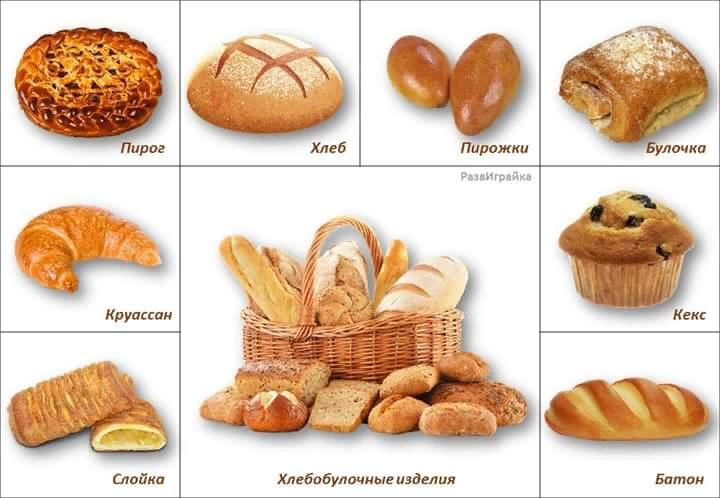 Пирог
Хлеб
Пирожки
Булочка
РазвИграйка
Круассан
Кекс
Слойка
Хлебобулочные изделия
Батон